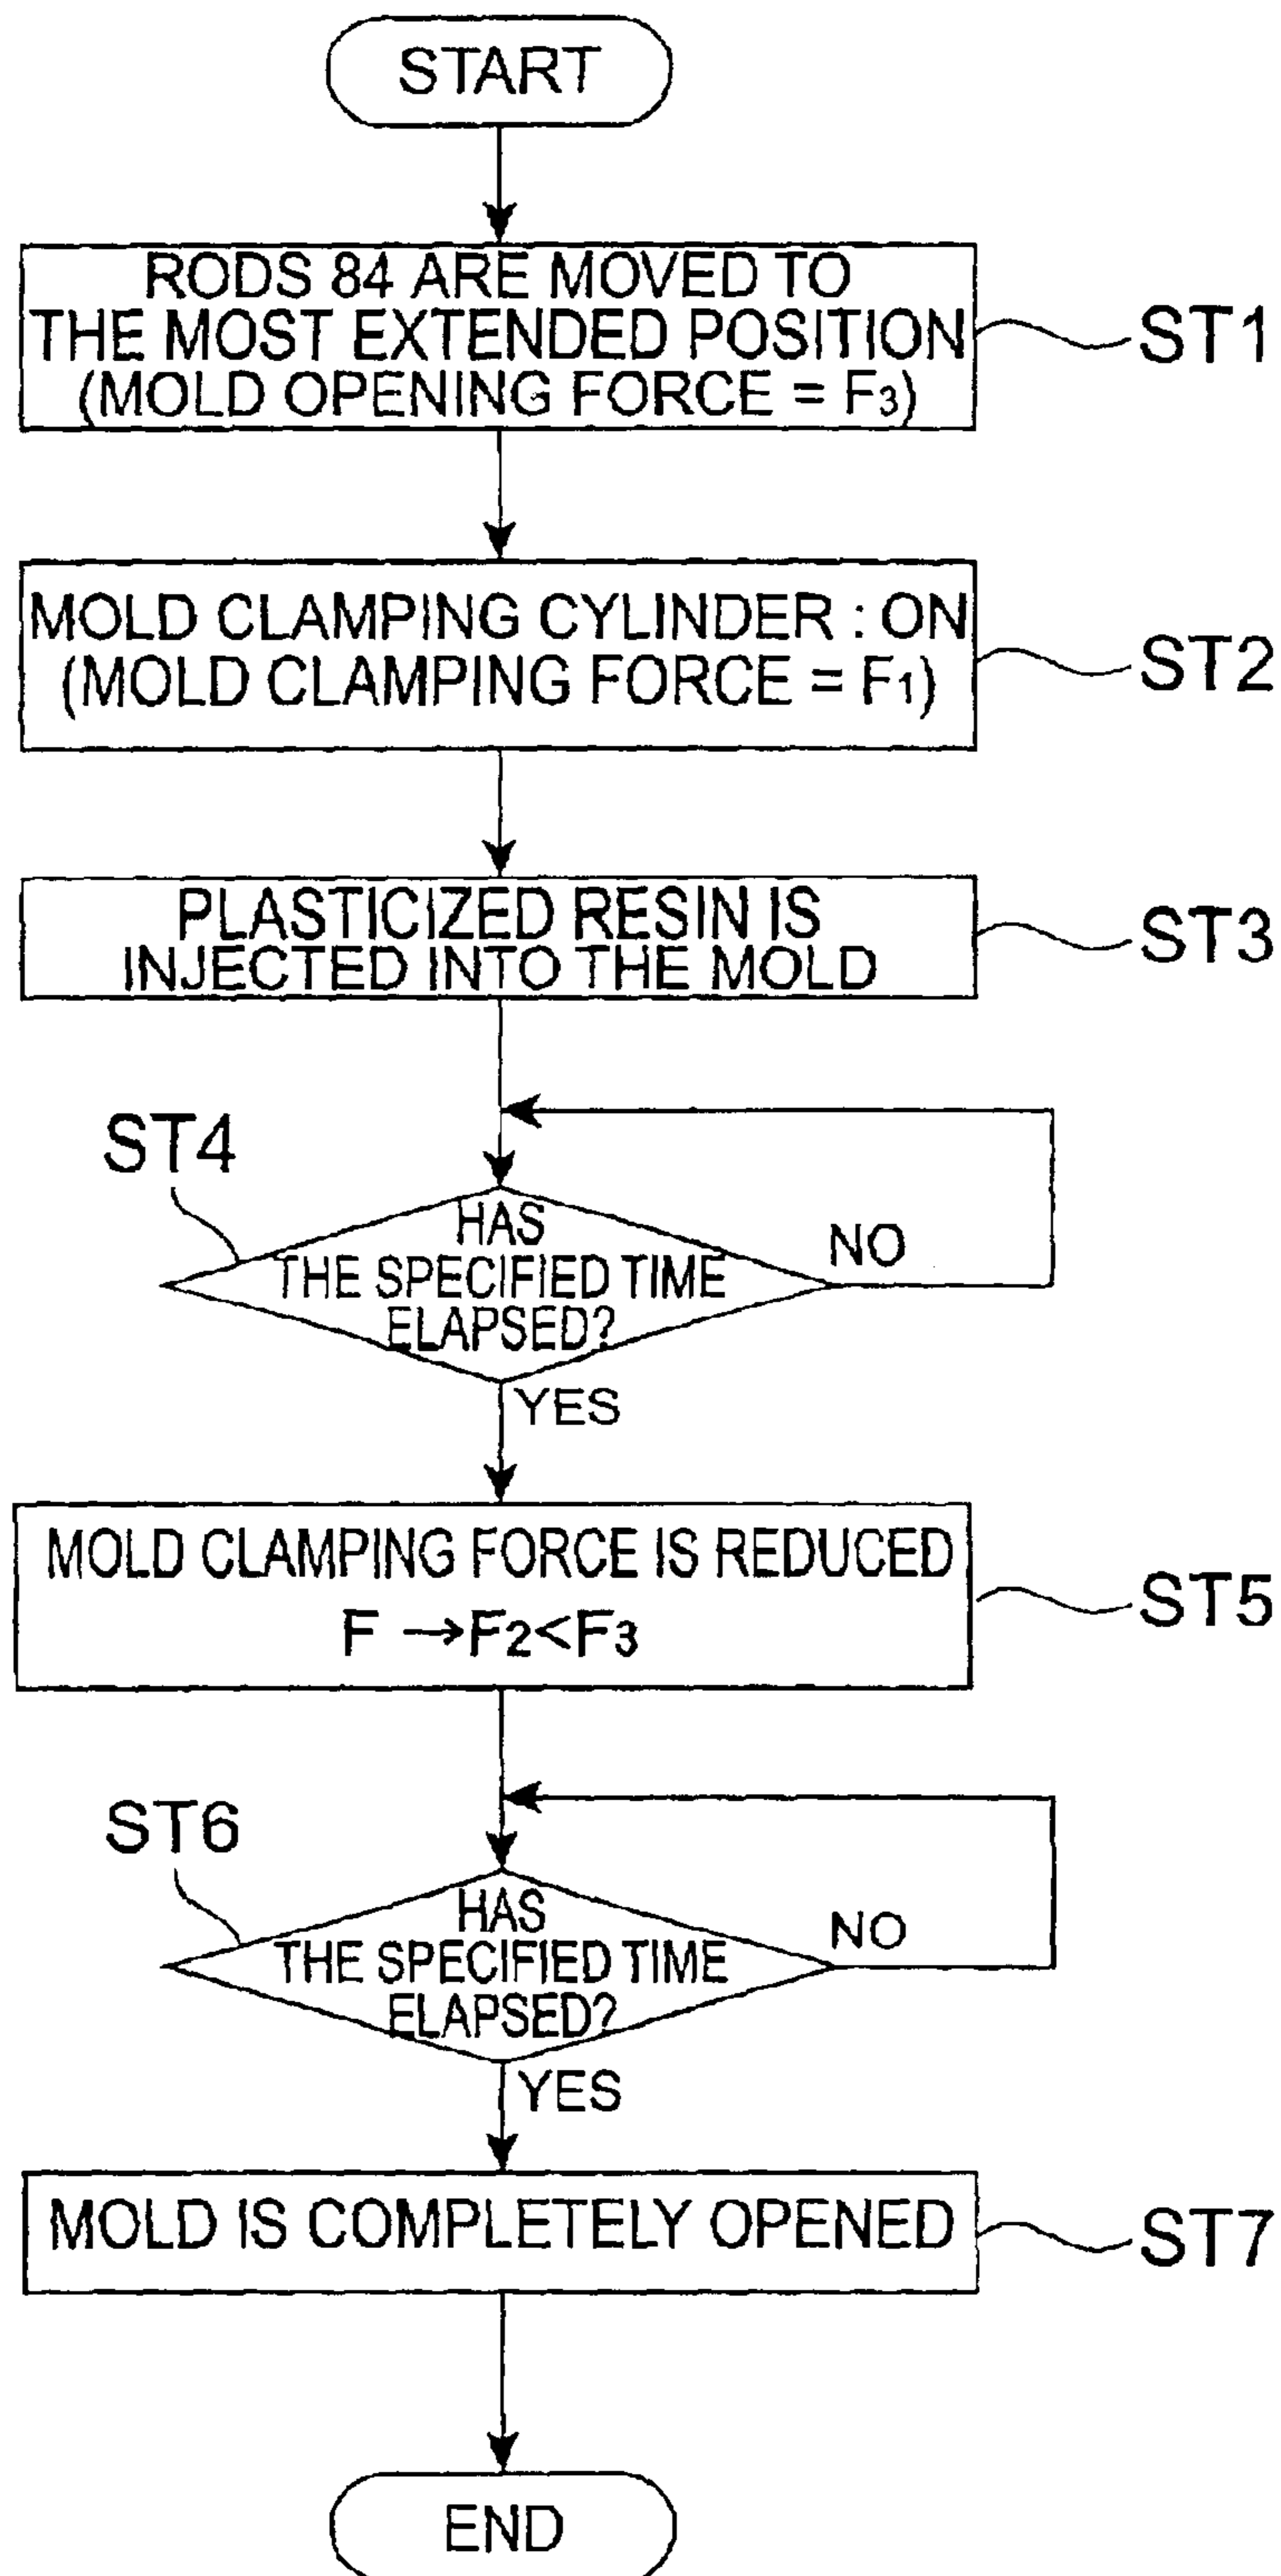 START
RODS 84 ARE MOVED TO
THE MOST EXTENDED POSITION
(MOLD OPENING FORCE = F3)
ST1
MOLD CLAMPING CYLINDER : ON
(MOLD CLAMPING FORCE = F1)
ST2
PLASTICIZED RESIN IS
INJECTED INTO THE MOLD
ST3
ST4
HAS
THE SPECIFIED TIME
ELAPSED?
NO
YES
MOLD CLAMPING FORCE IS REDUCED
F →F2<F3
ST5
ST6
HAS
THE SPECIFIED TIME
ELAPSED?
NO
YES
MOLD IS COMPLETELY OPENED
ST7
END